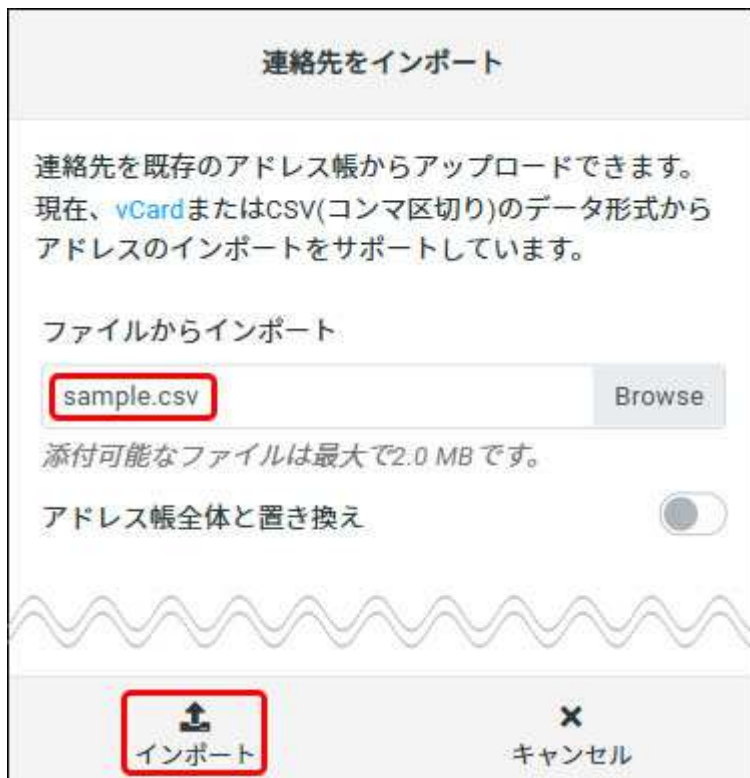 連絡先をインポート
連絡先を既存のアドレス帳からアップロードできます。
現在、vCardまたはCSV(コンマ区切り)のデータ形式から
アドレスのインポートをサポートしています。
ファイルからインポート
sample.csv Browse
添付可能なファイルは最大で2.0 MBです。
アドレス帳全体と置き換え
インポート キャンセル